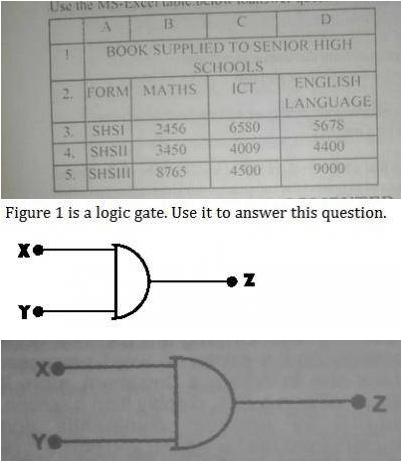 Use the MS-Excel table below
A B C D
1 BOOK SUPPLIED TO SENIOR HIGH
SCHOOLS
2. FORM MATHS ICT ENGLISH
LANGUAGE
3. SHSI 2456 6580 5678
4. SHSII 3450 4009 4400
5. SHSIII 8765 4500 9000
Figure 1 is a logic gate. Use it to answer this question.
X
Z
Y
X
Z
Y